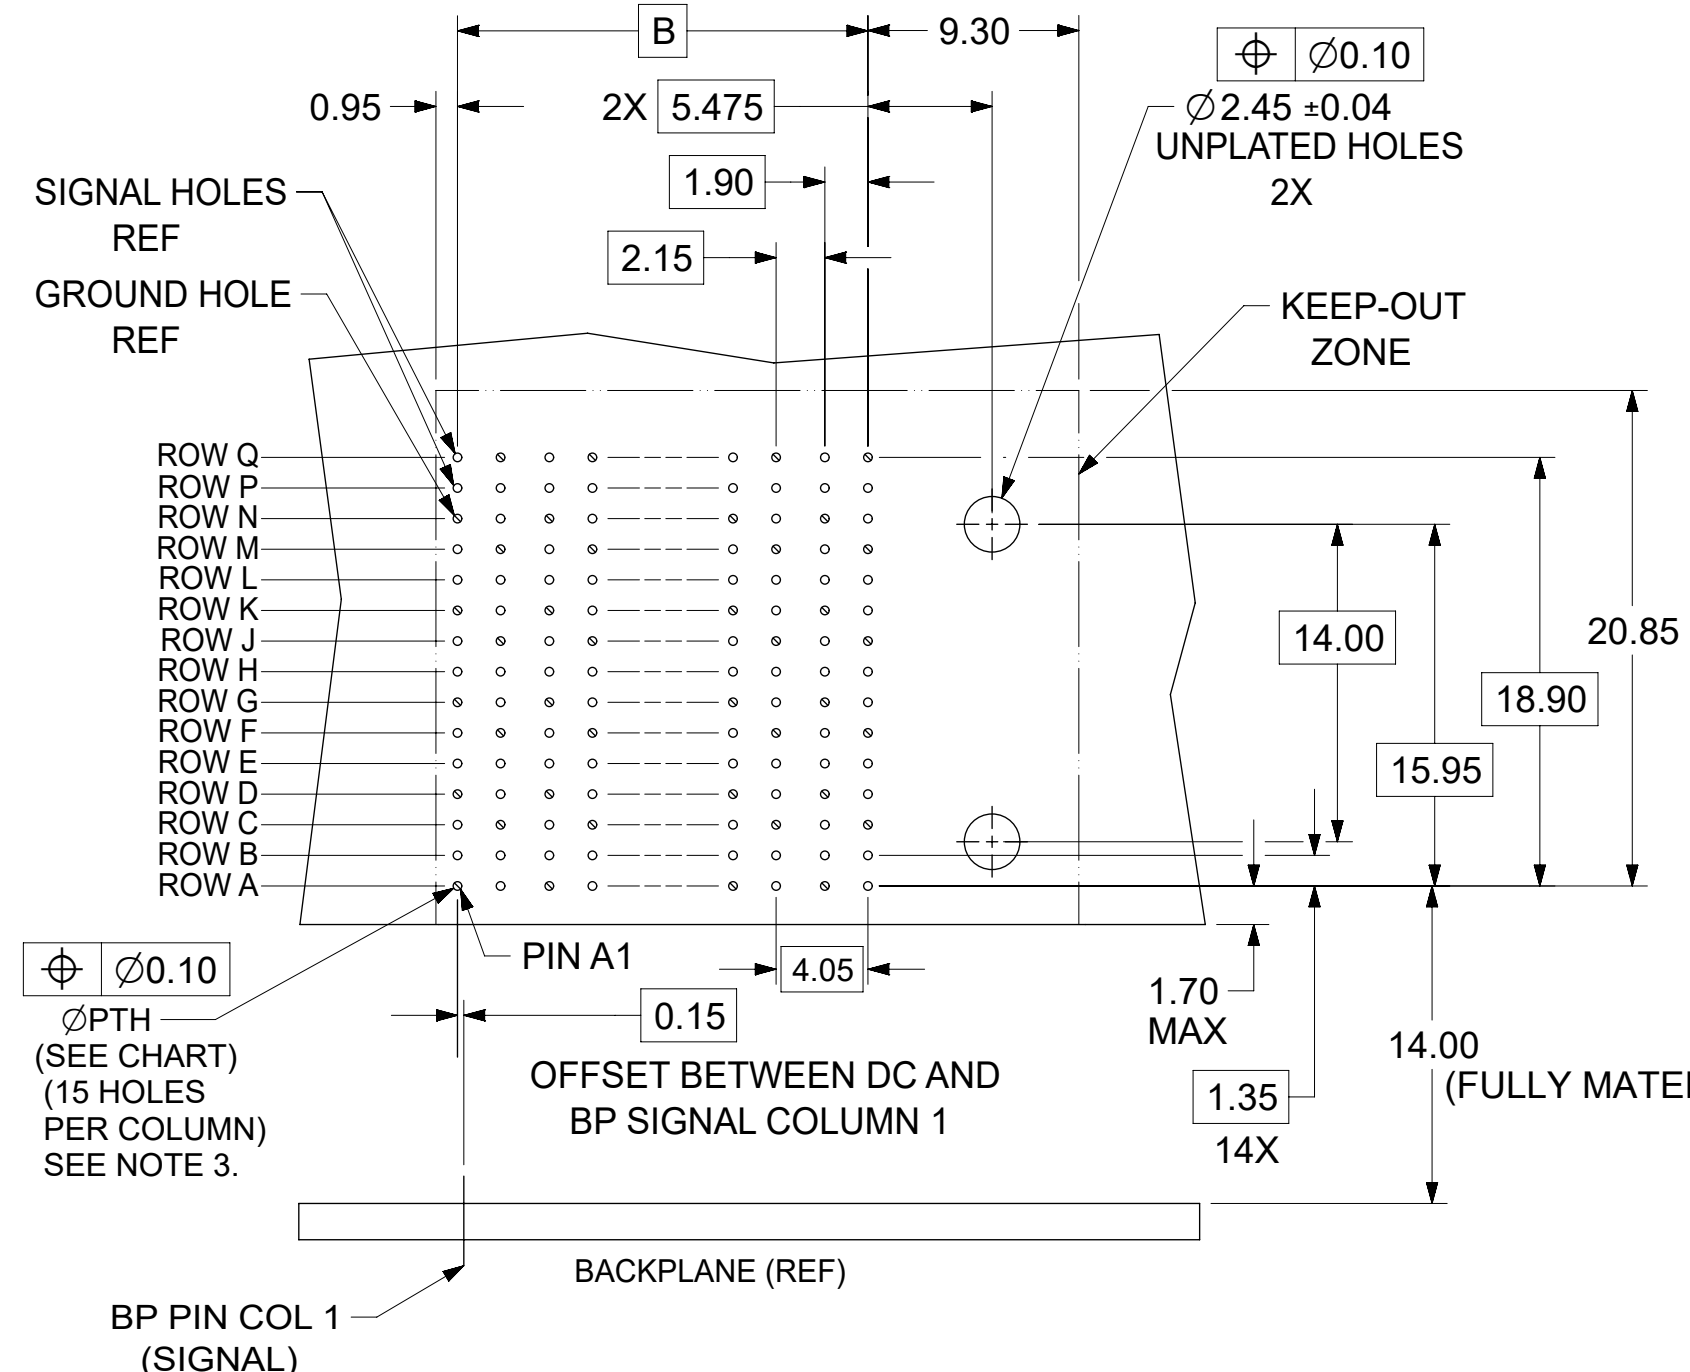 B
9.30
⌖ ∅0.10
0.95
2X 5.475
∅2.45 ±0.04
UNPLATED HOLES
2X
1.90
SIGNAL HOLES
REF
2.15
GROUND HOLE
REF
KEEP-OUT
ZONE
ROW Q
ROW P
ROW N
ROW M
ROW L
ROW K
ROW J
ROW H
ROW G
ROW F
ROW E
ROW D
ROW C
ROW B
ROW A
14.00
20.85
18.90
15.95
PIN A1
4.05
⌖ ∅0.10
∅PTH
(SEE CHART)
(15 HOLES
PER COLUMN)
SEE NOTE 3.
0.15
OFFSET BETWEEN DC AND
BP SIGNAL COLUMN 1
1.70
MAX
1.35
14X
14.00
(FULLY MATE
BACKPLANE (REF)
BP PIN COL 1
(SIGNAL)